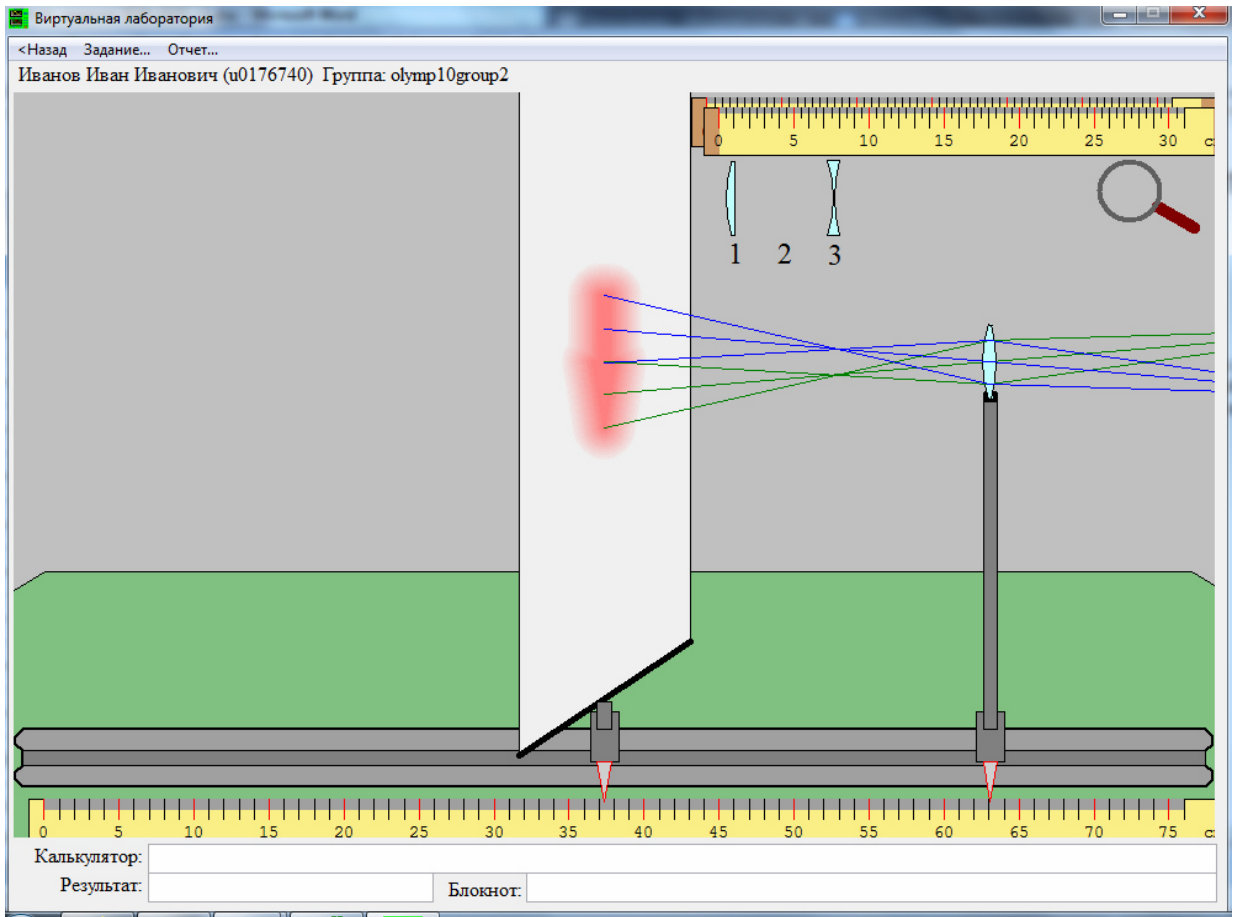 Виртуальная лаборатория
<Назад Задание... Отчет...
Иванов Иван Иванович (u0176740) Группа: olymp10group2
0 5 10 15 20 25 30
1 2 3
0 5 10 15 20 25 30 35 40 45 50 55 60 65 70 75
Калькулятор:
Результат:
Блокнот: